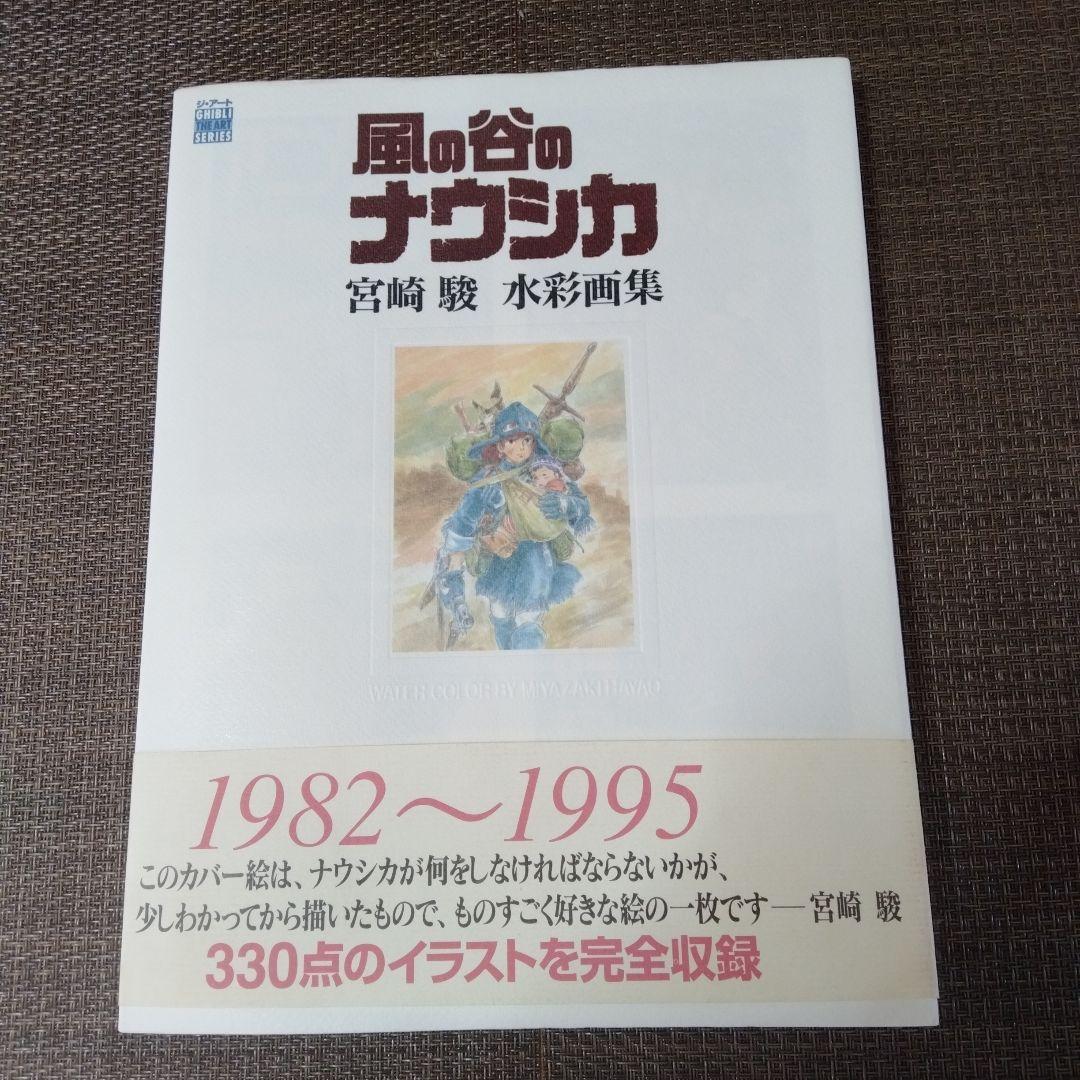 ジ・アート
GHIBLI
THE ART
SERIES
風の谷の
ナウシカ
宮崎 駿 水彩画集
WATER COLOR BY MIYAZAKI HAYAO
1982〜1995
このカバー絵は、ナウシカが何をしなければならないかが、
少しわかってから描いたもので、ものすごく好きな絵の一枚です──宮崎 駿
330点のイラストを完全収録